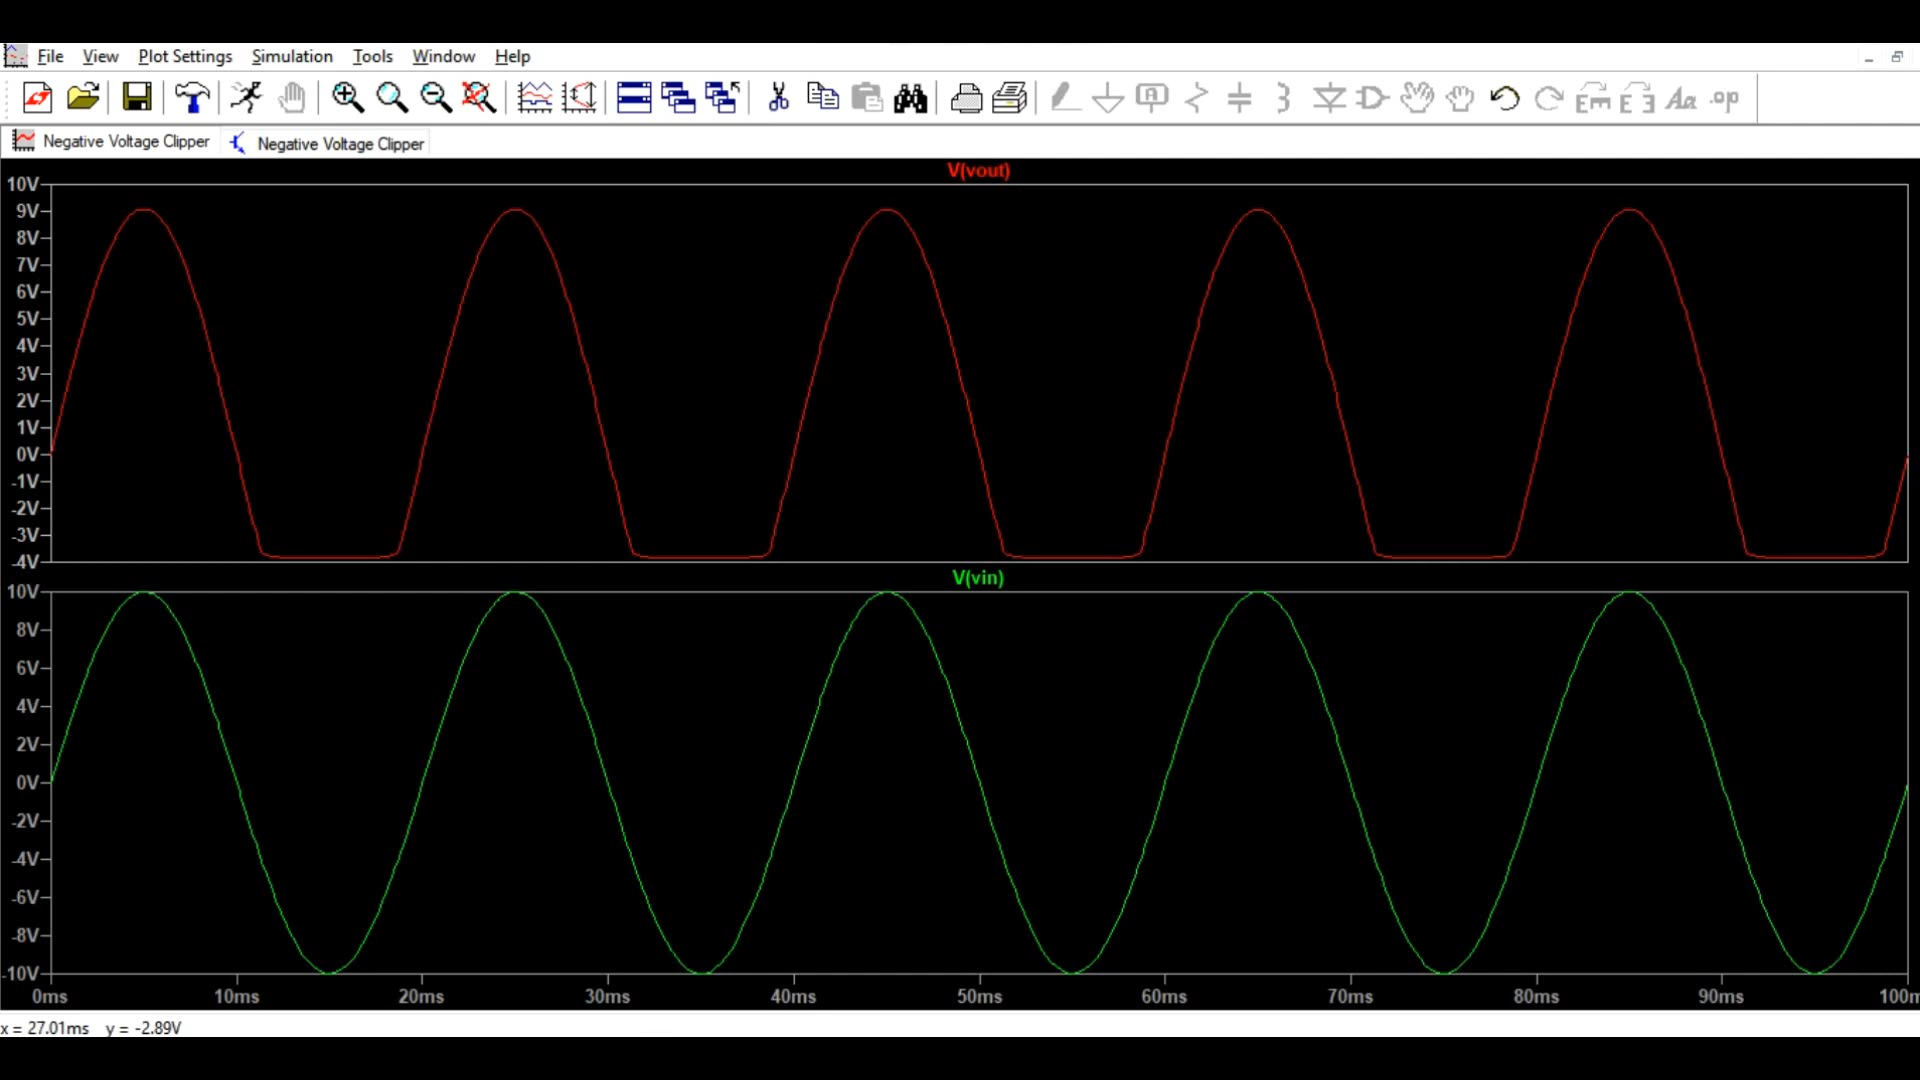 File View Plot Settings Simulation Tools Window Help
Negative Voltage Clipper Negative Voltage Clipper
V(vout)
10V
9V
8V
7V
6V
5V
4V
3V
2V
1V
0V
-1V
-2V
-3V
-4V
V(vin)
10V
8V
6V
4V
2V
0V
-2V
-4V
-6V
-8V
-10V
0ms 10ms 20ms 30ms 40ms 50ms 60ms 70ms 80ms 90ms 100m
x = 27.01ms y = -2.89V